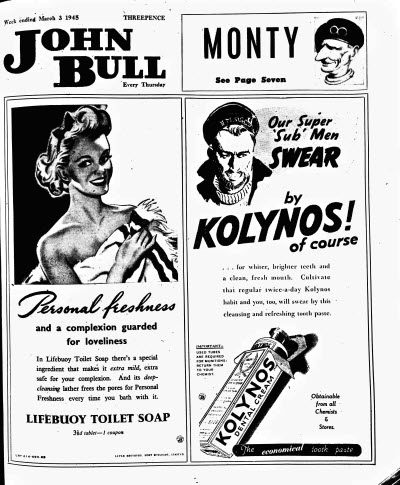 Week ending March 3 1945
THREEPENCE
JOHN
BULL
Every Thursday
MONTY
See Page Seven
Personal freshness
and a complexion guarded
for loveliness
In Lifebuoy Toilet Soap there's a special
ingredient that makes it extra mild, extra
safe for your complexion. And its deep-
cleansing lather frees the pores for Personal
Freshness every time you bath with it.
LIFEBUOY TOILET SOAP
3½d tablet—1 coupon
LEVER BROTHERS, PORT SUNLIGHT, LIMITED
Our Super
'Sub' Men
SWEAR
by
KOLYNOS!
of course
. . . for whiter, brighter teeth and
a clean, fresh mouth. Cultivate
that regular twice-a-day Kolynos
habit and you, too, will swear by this
cleansing and refreshing tooth paste.
IMPORTANT:
USED TUBES
ARE REQUIRED
FOR MUNITIONS:
RETURN THEM
TO YOUR
CHEMIST.
KOLYNOS
DENTAL CREAM
Obtainable
from all
Chemists
&
Stores.
The economical tooth paste